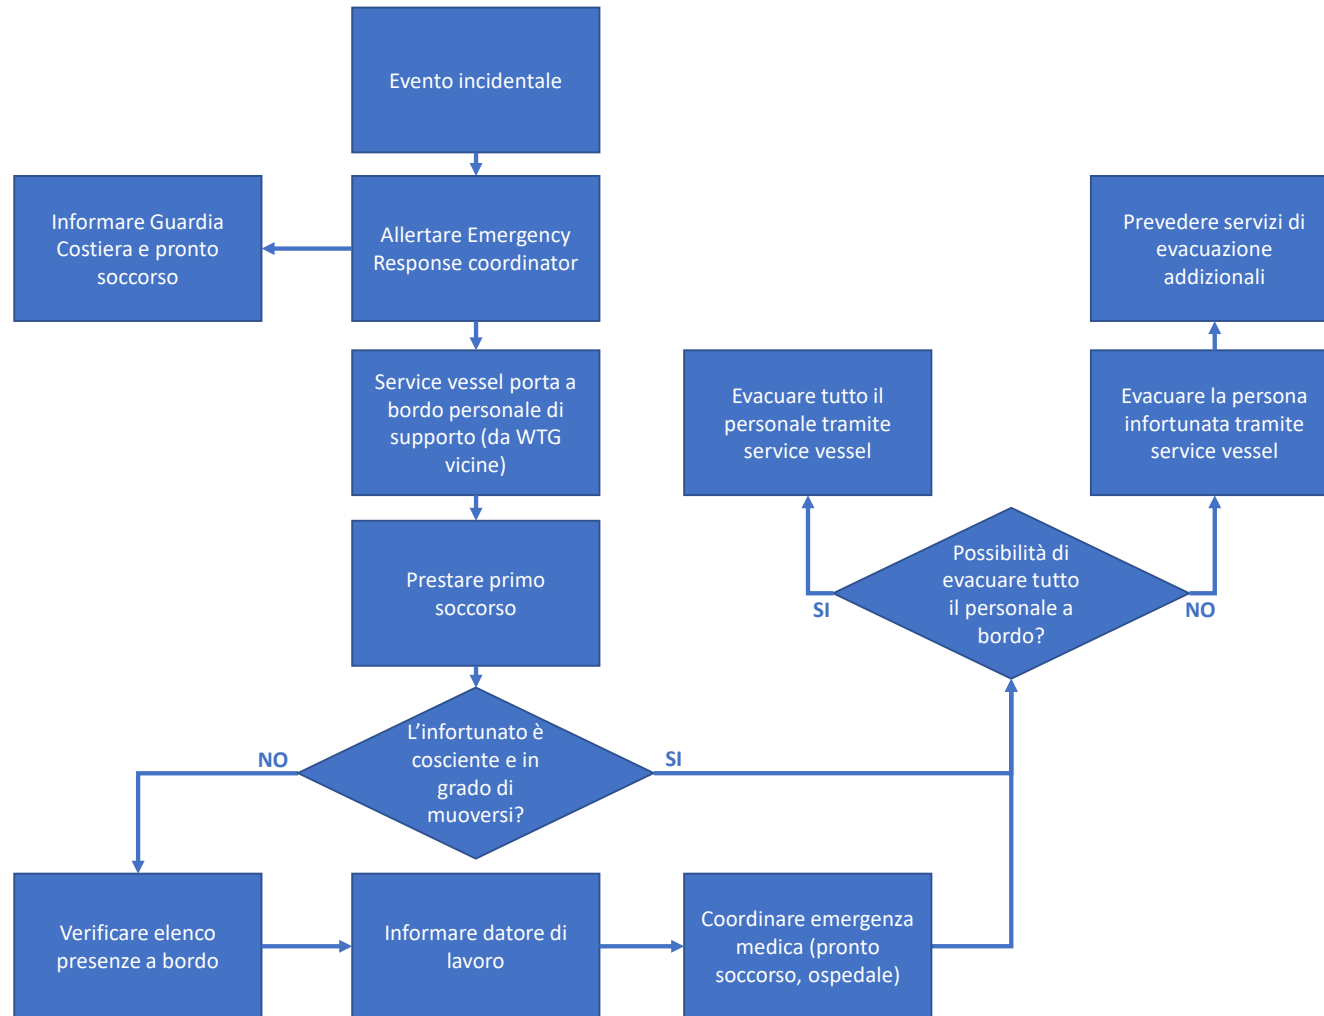 Evento incidentale
Informare Guardia
Costiera e pronto
soccorso
Allertare Emergency
Response coordinator
Prevedere servizi di
evacuazione
addizionali
Service vessel porta a
bordo personale di
supporto (da WTG
vicine)
Evacuare tutto il
personale tramite
service vessel
Evacuare la persona
infortunata tramite
service vessel
Prestare primo
soccorso
Possibilità di
evacuare tutto
il personale a
bordo?
SI
NO
L’infortunato è
cosciente e in
grado di
muoversi?
NO
SI
Verificare elenco
presenze a bordo
Informare datore di
lavoro
Coordinare emergenza
medica (pronto
soccorso, ospedale)